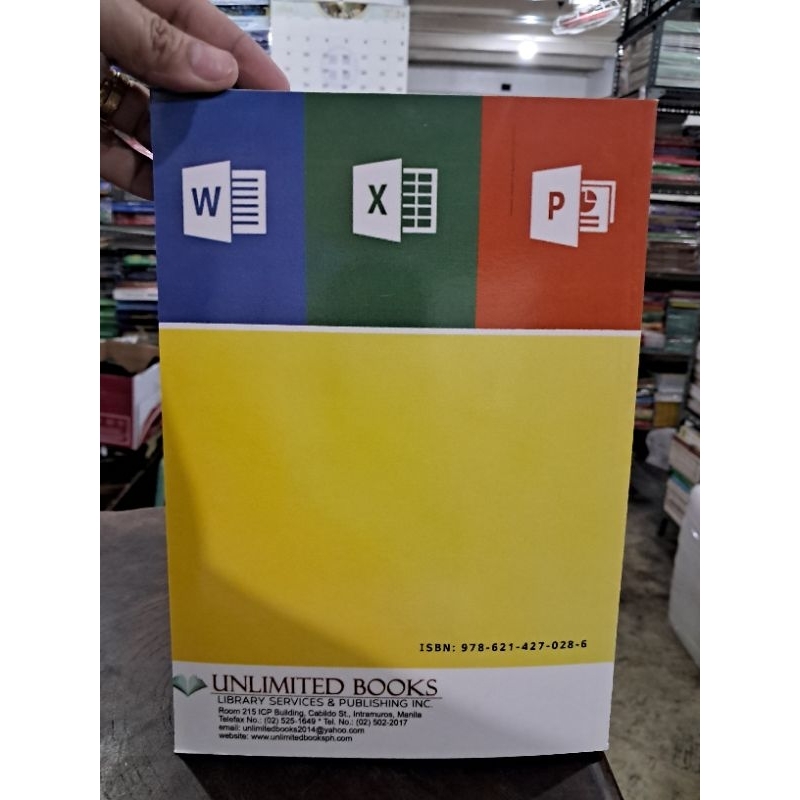 W
X
P
ISBN: 978-621-427-028-6
UNLIMITED BOOKS
LIBRARY SERVICES & PUBLISHING INC.
Room 215 ICP Building, Cabildo St., Intramuros, Manila
Telefax No.: (02) 525-1649 * Tel. No.: (02) 502-2017
email: unlimitedbooks2014@yahoo.com
website: www.unlimitedbooksph.com